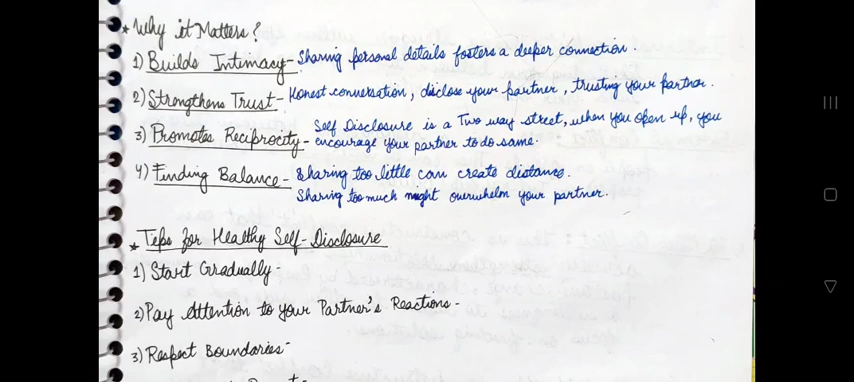 * Why it Matters?
1) Builds Intimacy - Sharing personal details fosters a deeper connection.
2) Strengthens Trust - Honest conversation, disclose your partner, trusting your partner.
3) Promotes Reciprocity - Self Disclosure is a Two way street, when you open up, you
encourage your partner to do same.
4) Finding Balance - Sharing too little can create distance.
Sharing too much might overwhelm your partner.
* Tips for Healthy Self-Disclosure
1) Start Gradually -
2) Pay Attention to your Partner's Reactions -
3) Respect Boundaries -